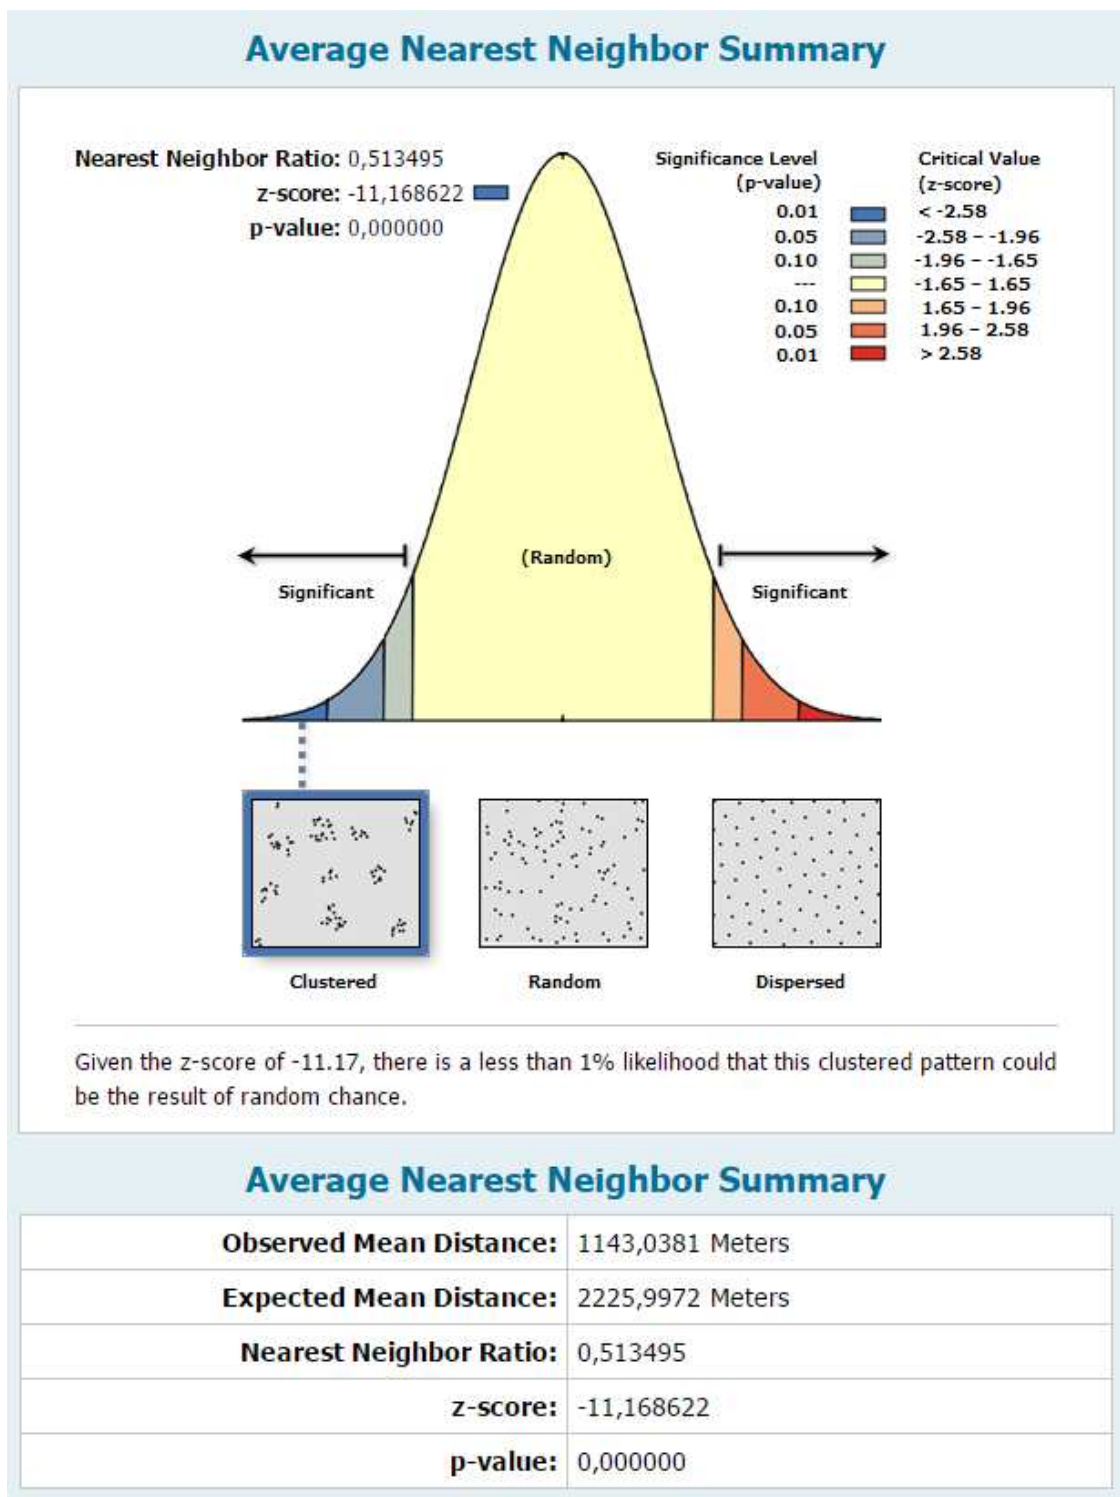 Average Nearest Neighbor Summary
Nearest Neighbor Ratio: 0,513495
z-score: -11,168622
p-value: 0,000000
Significance Level (p-value) Critical Value (z-score)
0.01 < -2.58
0.05 -2.58 – -1.96
0.10 -1.96 – -1.65
--- -1.65 – 1.65
0.10 1.65 – 1.96
0.05 1.96 – 2.58
0.01 > 2.58
(Random)
Significant Significant
Clustered Random Dispersed
Given the z-score of -11.17, there is a less than 1% likelihood that this clustered pattern could
be the result of random chance.
Average Nearest Neighbor Summary
Observed Mean Distance: 1143,0381 Meters
Expected Mean Distance: 2225,9972 Meters
Nearest Neighbor Ratio: 0,513495
z-score: -11,168622
p-value: 0,000000